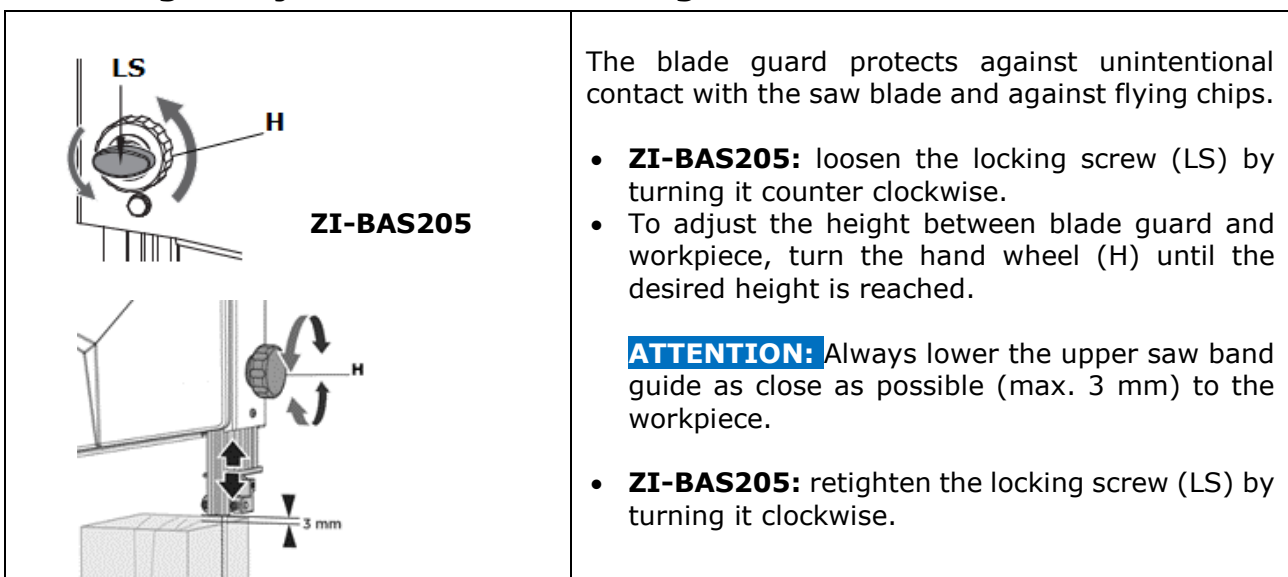 LS
H
ZI-BAS205
H
3 mm
The blade guard protects against unintentional
contact with the saw blade and against flying chips.
• ZI-BAS205: loosen the locking screw (LS) by
turning it counter clockwise.
• To adjust the height between blade guard and
workpiece, turn the hand wheel (H) until the
desired height is reached.
ATTENTION: Always lower the upper saw band
guide as close as possible (max. 3 mm) to the
workpiece.
• ZI-BAS205: retighten the locking screw (LS) by
turning it clockwise.